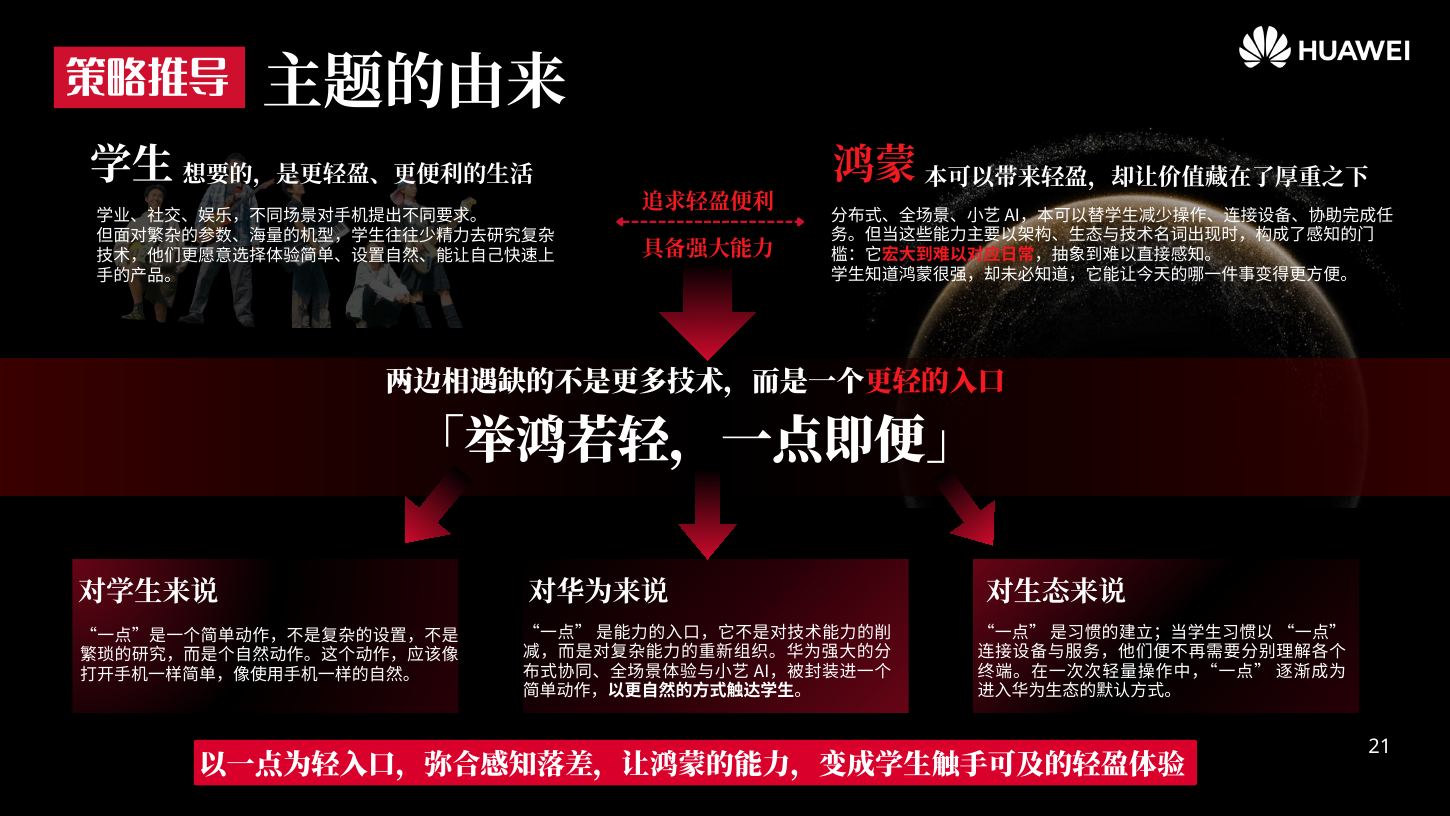 策略推导 主题的由来
HUAWEI
学生 想要的，是更轻盈、更便利的生活
学业、社交、娱乐，不同场景对手机提出不同要求。
但面对繁杂的参数、海量的机型，学生往往少精力去研究复杂
技术，他们更愿意选择体验简单、设置自然、能让自己快速上
手的产品。
追求轻盈便利
具备强大能力
鸿蒙 本可以带来轻盈，却让价值藏在了厚重之下
分布式、全场景、小艺 AI，本可以替学生减少操作、连接设备、协助完成任
务。但当这些能力主要以架构、生态与技术名词出现时，构成了感知的门
槛：它宏大到难以对应日常，抽象到难以直接感知。
学生知道鸿蒙很强，却未必知道，它能让今天的哪一件事变得更方便。
两边相遇缺的不是更多技术，而是一个更轻的入口
「举鸿若轻，一点即便」
对学生来说
“一点”是一个简单动作，不是复杂的设置，不是
繁琐的研究，而是个自然动作。这个动作，应该像
打开手机一样简单，像使用手机一样的自然。
对华为来说
“一点” 是能力的入口，它不是对技术能力的削
减，而是对复杂能力的重新组织。华为强大的分
布式协同、全场景体验与小艺 AI，被封装进一个
简单动作，以更自然的方式触达学生。
对生态来说
“一点” 是习惯的建立；当学生习惯以 “一点”
连接设备与服务，他们便不再需要分别理解各个
终端。在一次次轻量操作中，“一点” 逐渐成为
进入华为生态的默认方式。
以一点为轻入口，弥合感知落差，让鸿蒙的能力，变成学生触手可及的轻盈体验
21